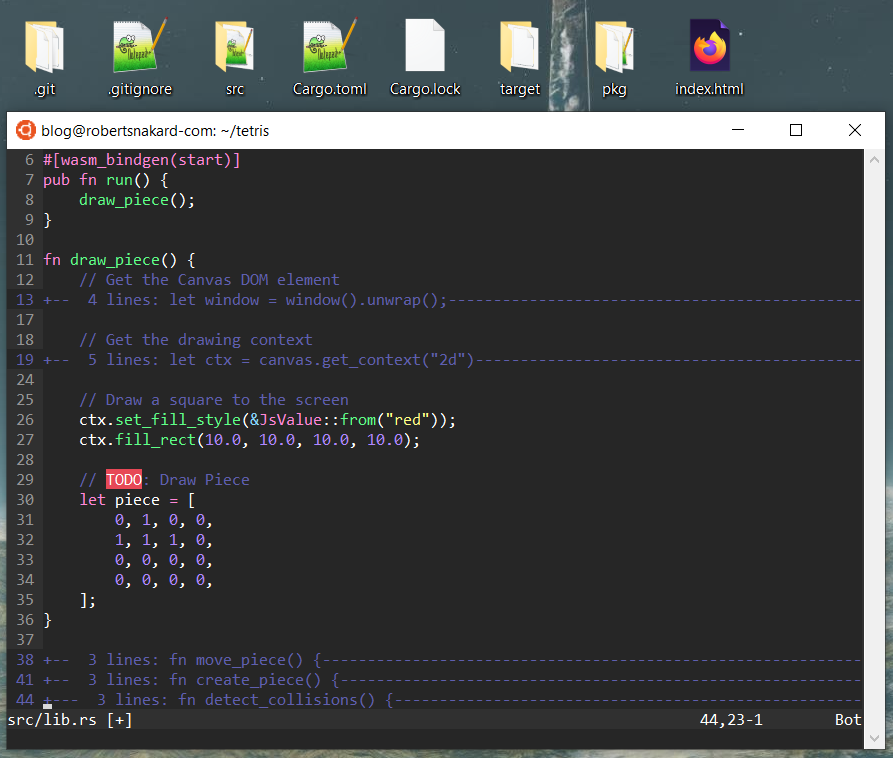 .git .gitignore src Cargo.toml Cargo.lock target pkg index.html
blog@robertsnakard-com: ~/tetris
6 #[wasm_bindgen(start)]
7 pub fn run() {
8     draw_piece();
9 }
10
11 fn draw_piece() {
12     // Get the Canvas DOM element
13 +--  4 lines: let window = window().unwrap();----------------------------------------------
17
18     // Get the drawing context
19 +--  5 lines: let ctx = canvas.get_context("2d")-------------------------------------------
24
25     // Draw a square to the screen
26     ctx.set_fill_style(&JsValue::from("red"));
27     ctx.fill_rect(10.0, 10.0, 10.0, 10.0);
28
29     // TODO: Draw Piece
30     let piece = [
31         0, 1, 0, 0,
32         1, 1, 1, 0,
33         0, 0, 0, 0,
34         0, 0, 0, 0,
35     ];
36 }
37
38 +--  3 lines: fn move_piece() {------------------------------------------------------------
41 +--  3 lines: fn create_piece() {----------------------------------------------------------
44 +---  3 lines: fn detect_collisions() {----------------------------------------------------
src/lib.rs [+] 44,23-1 Bot